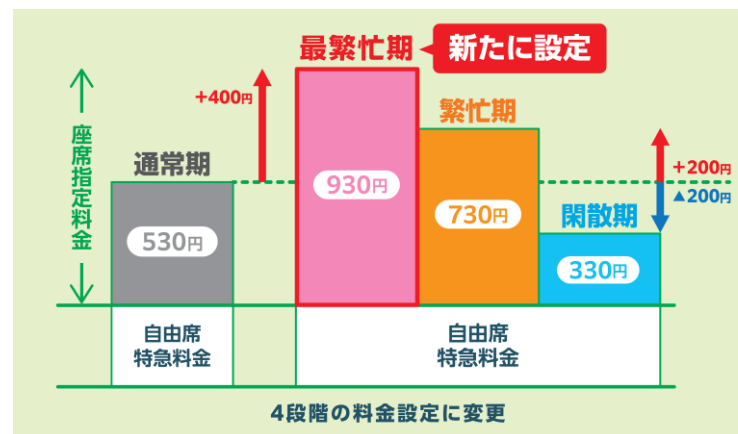 最繁忙期
新たに設定
+400円
繁忙期
座席指定料金
通常期
930円
+200円
▲200円
530円
730円
閑散期
330円
自由席
特急料金
自由席
特急料金
4段階の料金設定に変更